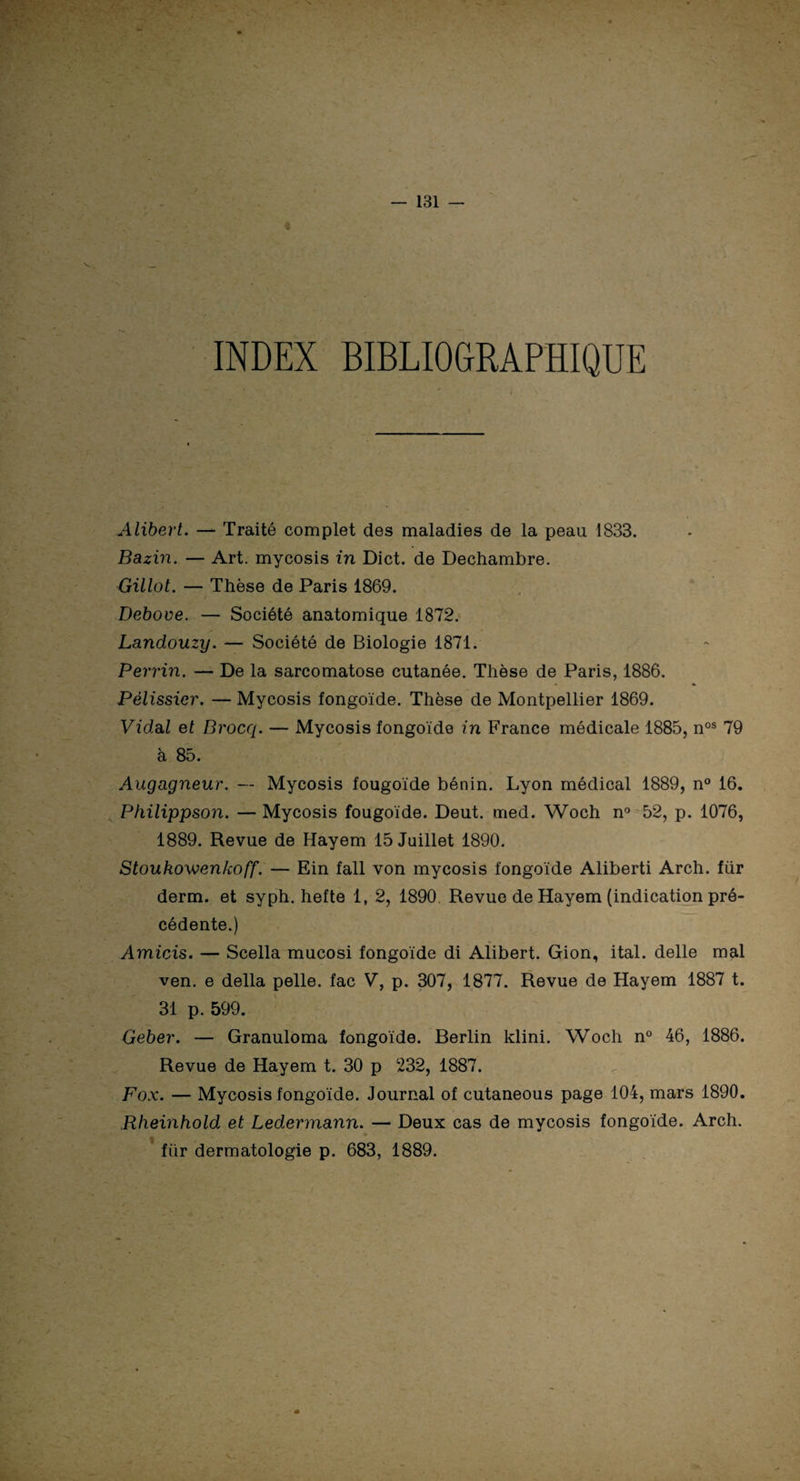 — 131 —
INDEX BIBLIOGRAPHIQUE
Alibert. — Traité complet des maladies de la peau 1833.
Bazin. — Art. mycosis in Dict. de Dechambre.
Gillot. — Thèse de Paris 1869.
Debove. — Société anatomique 1872.
Landouzy. — Société de Biologie 1871.
Perrin. — De la sarcomatose cutanée. Thèse de Paris, 1886.
Pélissier. — Mycosis fongoïde. Thèse de Montpellier 1869.
Vidal et Brocq. — Mycosis fongoïde in France médicale 1885, nos 79
à 85.
Augagneur. — Mycosis fougoïde bénin. Lyon médical 1889, n° 16.
Philippson. — Mycosis fougoïde. Deut. med. Woch n° 52, p. 1076,
1889. Revue de Hayem 15 Juillet 1890.
Stoukowenkoff. — Ein fall von mycosis fongoïde Aliberti Arch. für
derm. et syph. hefte 1, 2, 1890. Revue de Hayem (indication pré-
cédente.)
Amicis. — Scella mucosi fongoïde di Alibert. Gion, ital. delle mal
ven. e della pelle. fac V, p. 307, 1877. Revue de Hayem 1887 t.
31 p. 599.
Geber. — Granuloma fongoïde. Berlin klini. Woch n° 46, 1886.
Revue de Hayem t. 30 p 232, 1887.
Fox. — Mycosis fongoïde. Journal of cutaneous page 104, mars 1890.
Rheinhold et Ledermann. — Deux cas de mycosis fongoïde. Arch.
für dermatologie p. 683, 1889.